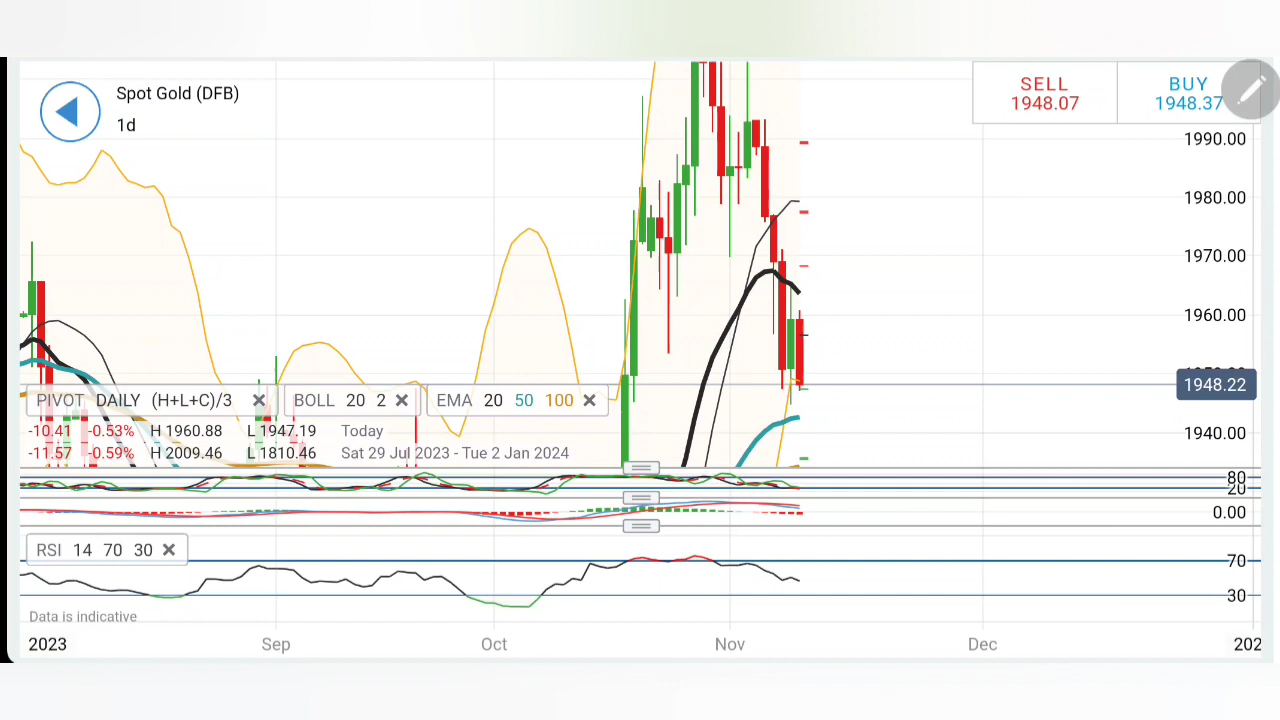 Spot Gold (DFB)
1d
SELL
1948.07
BUY
1948.37
1990.00
1980.00
1970.00
1960.00
1948.22
1940.00
PIVOT DAILY (H+L+C)/3
BOLL 20 2
EMA 20 50 100
-10.41 -0.53% H 1960.88 L 1947.19 Today
-11.57 -0.59% H 2009.46 L 1810.46 Sat 29 Jul 2023 - Tue 2 Jan 2024
80
20
0.00
RSI 14 70 30
70
30
Data is indicative
2023 Sep Oct Nov Dec 202